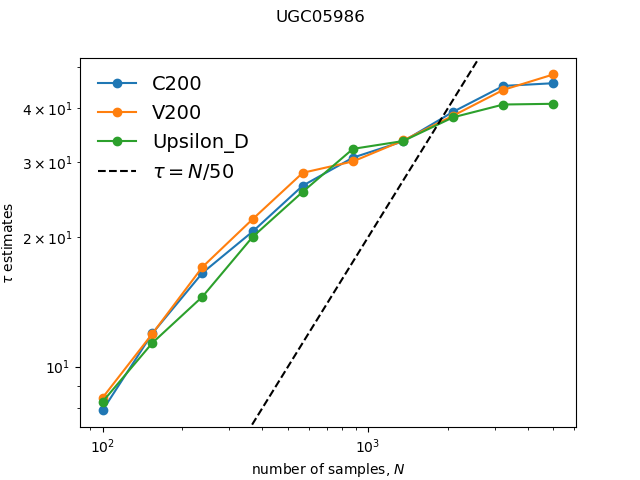 UGC05986
C200
V200
Upsilon_D
τ = N/50
4 × 10¹
3 × 10¹
2 × 10¹
10¹
τ estimates
10² 10³
number of samples, N